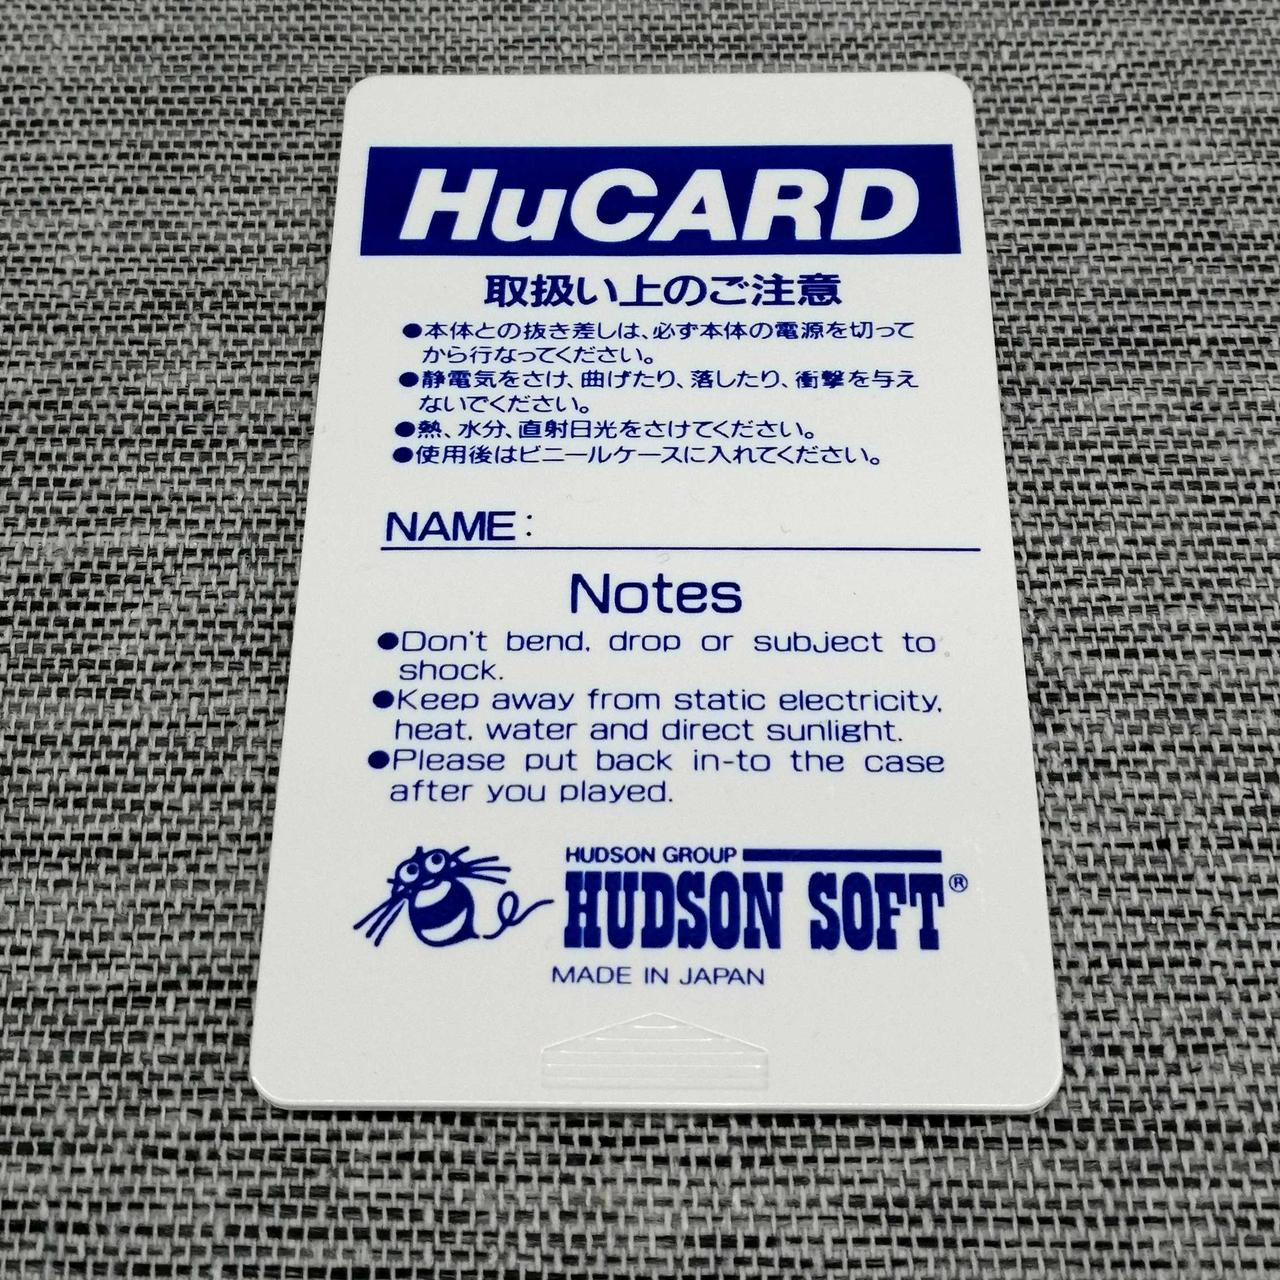 HuCARD
取扱い上のご注意
●本体との抜き差しは、必ず本体の電源を切って
から行なってください。
●静電気をさけ、曲げたり、落したり、衝撃を与え
ないでください。
●熱、水分、直射日光をさけてください。
●使用後はビニールケースに入れてください。
NAME:
Notes
●Don't bend, drop or subject to
shock.
●Keep away from static electricity,
heat, water and direct sunlight.
●Please put back in-to the case
after you played.
HUDSON GROUP
HUDSON SOFT®
MADE IN JAPAN